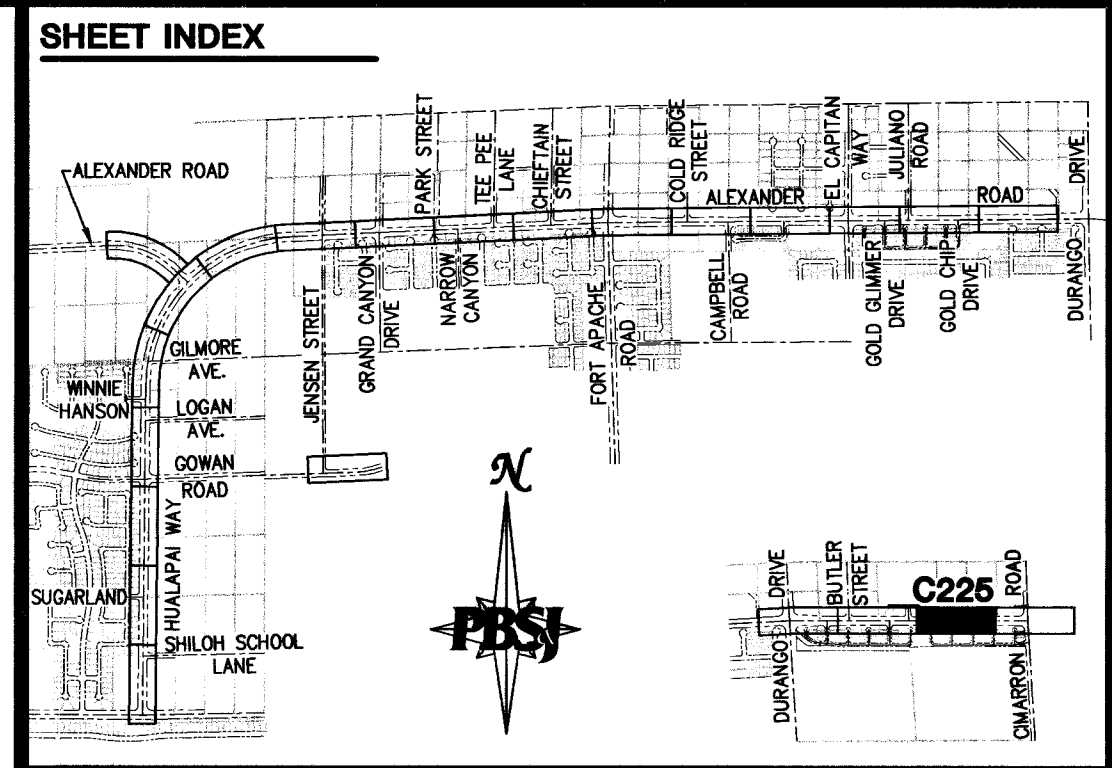 SHEET INDEX
ALEXANDER ROAD
PARK STREET
TEE PEE
LANE
CHIEFTAIN
STREET
COLD RIDGE
STREET
ALEXANDER
EL CAPITAN
WAY
JULIANO
ROAD
ROAD
DRIVE
DURANGO
JENSEN STREET
GRAND CANYON
DRIVE
NARROW
CANYON
FORT APACHE
ROAD
CAMPBELL
ROAD
GOLD GLIMMER
DRIVE
GOLD CHIP
DRIVE
GILMORE
AVE.
WINNIE
HANSON
LOGAN
AVE.
GOWAN
ROAD
HUALAPAI WAY
SUGARLAND
SHILOH SCHOOL
LANE
N
PBSJ
DRIVE
DURANGO
BUTLER
STREET
C225
ROAD
CIMARRON